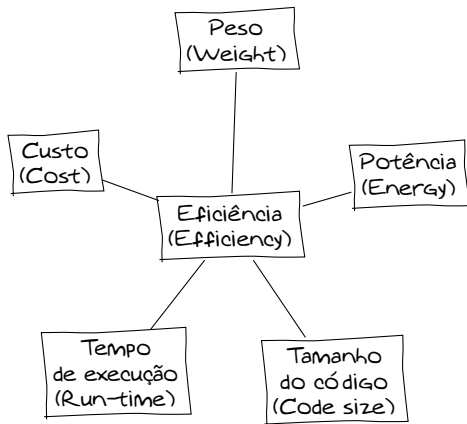 Peso
(Weight)
Custo
(Cost)
Potência
(Energy)
Eficiência
(Efficiency)
Tempo
de execução
(Run-time)
Tamanho
do código
(Code size)